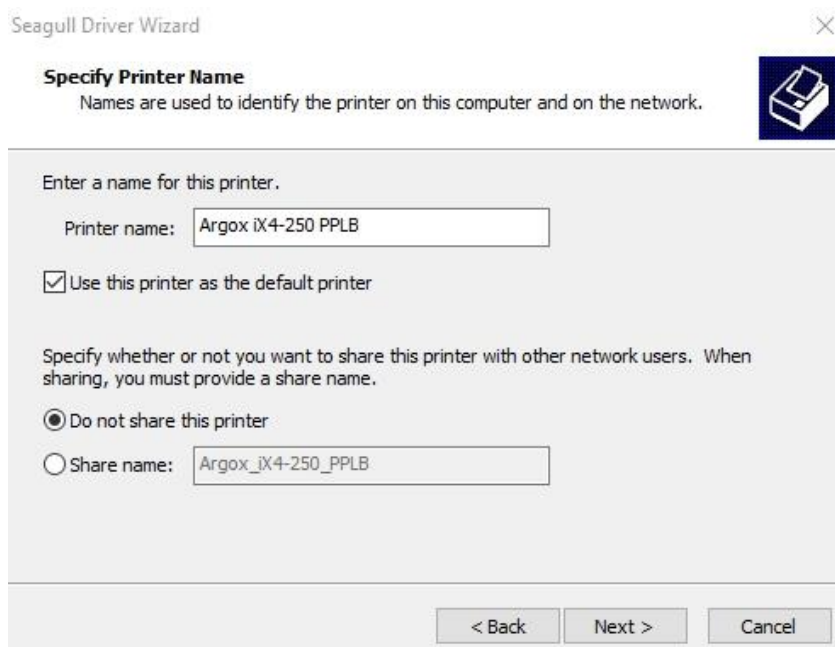 Seagull Driver Wizard
Specify Printer Name
Names are used to identify the printer on this computer and on the network.
Enter a name for this printer.
Printer name: Argox iX4-250 PPLB
Use this printer as the default printer
Specify whether or not you want to share this printer with other network users. When
sharing, you must provide a share name.
Do not share this printer
Share name: Argox_iX4-250_PPLB
< Back Next > Cancel